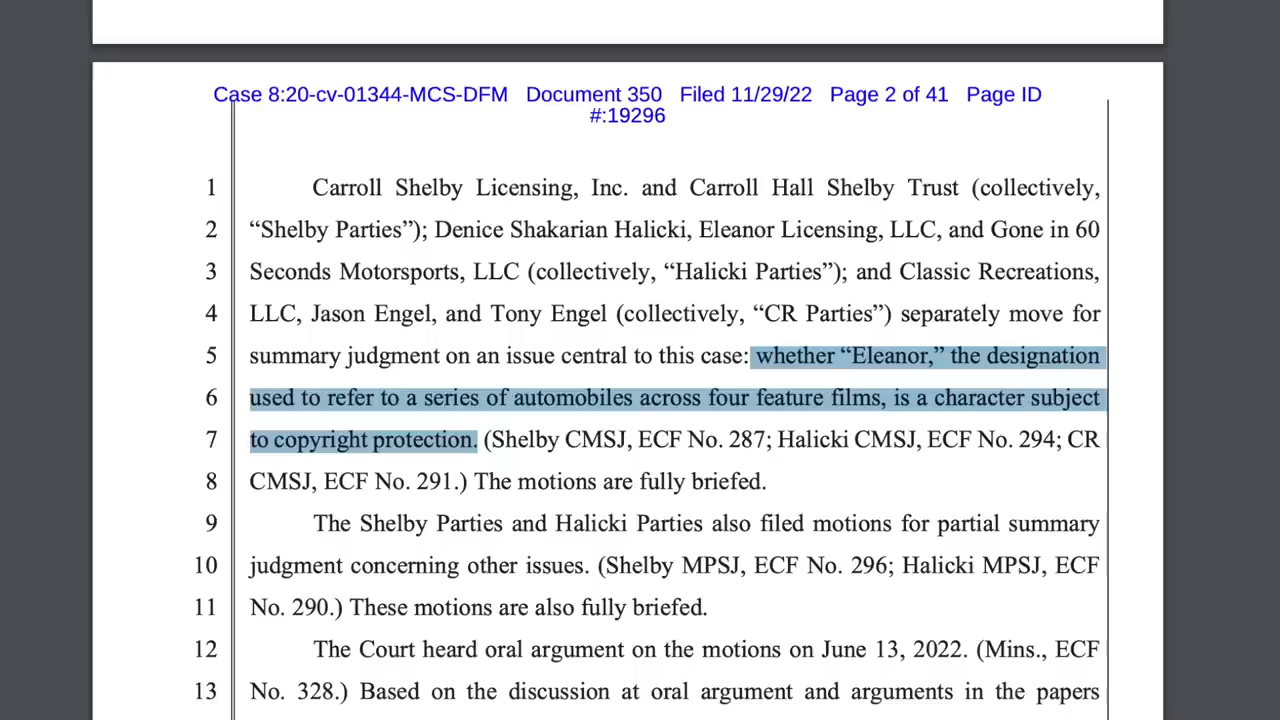 Case 8:20-cv-01344-MCS-DFM Document 350 Filed 11/29/22 Page 2 of 41 Page ID
#:19296
1 Carroll Shelby Licensing, Inc. and Carroll Hall Shelby Trust (collectively,
2 “Shelby Parties”); Denice Shakarian Halicki, Eleanor Licensing, LLC, and Gone in 60
3 Seconds Motorsports, LLC (collectively, “Halicki Parties”); and Classic Recreations,
4 LLC, Jason Engel, and Tony Engel (collectively, “CR Parties”) separately move for
5 summary judgment on an issue central to this case: whether “Eleanor,” the designation
6 used to refer to a series of automobiles across four feature films, is a character subject
7 to copyright protection. (Shelby CMSJ, ECF No. 287; Halicki CMSJ, ECF No. 294; CR
8 CMSJ, ECF No. 291.) The motions are fully briefed.
9 The Shelby Parties and Halicki Parties also filed motions for partial summary
10 judgment concerning other issues. (Shelby MPSJ, ECF No. 296; Halicki MPSJ, ECF
11 No. 290.) These motions are also fully briefed.
12 The Court heard oral argument on the motions on June 13, 2022. (Mins., ECF
13 No. 328.) Based on the discussion at oral argument and arguments in the papers